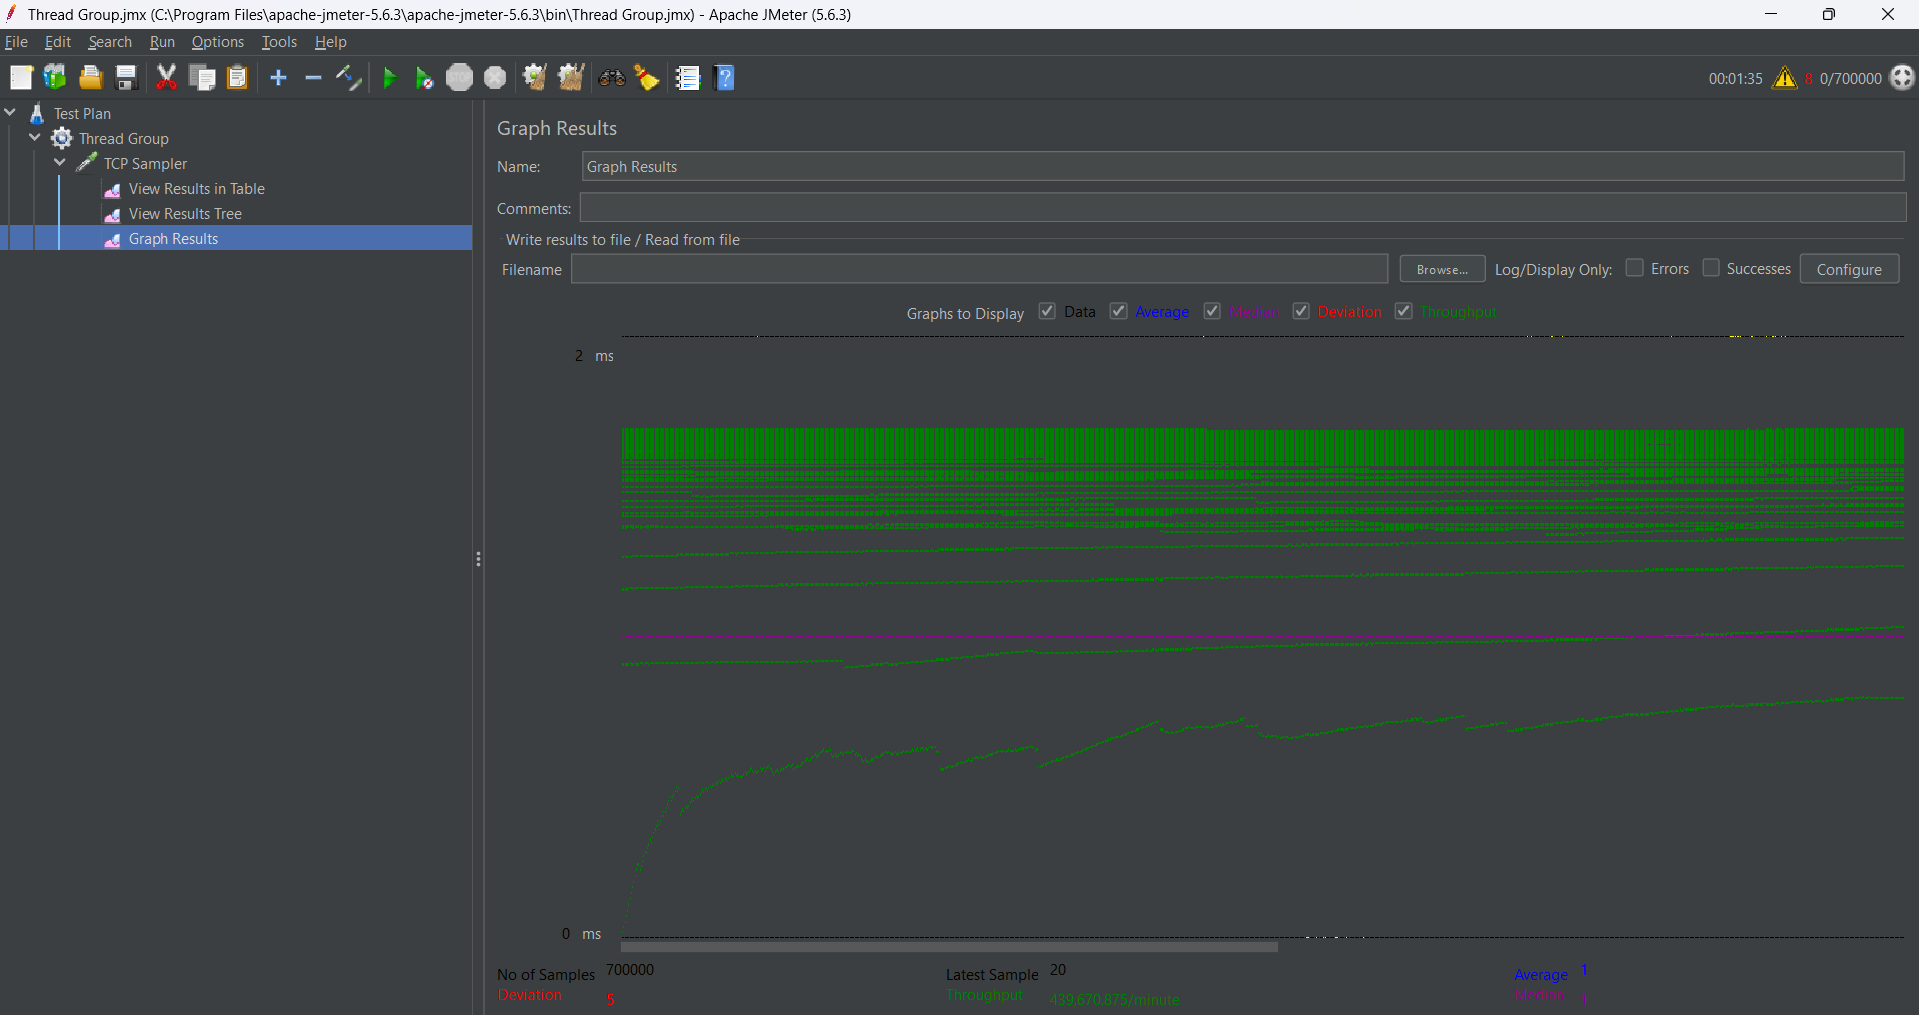 Thread Group.jmx (C:\Program Files\apache-jmeter-5.6.3\apache-jmeter-5.6.3\bin\Thread Group.jmx) - Apache JMeter (5.6.3)
File Edit Search Run Options Tools Help
STOP 00:01:35 8 0/700000
Test Plan
Thread Group
TCP Sampler
View Results in Table
View Results Tree
Graph Results
Graph Results
Name: Graph Results
Comments:
Write results to file / Read from file
Filename Browse... Log/Display Only: Errors Successes Configure
Graphs to Display Data Average Median Deviation Throughput
2 ms
0 ms
No of Samples 700000 Latest Sample 20 Average 1
Deviation 5 Throughput 439,670.875/minute Median 1